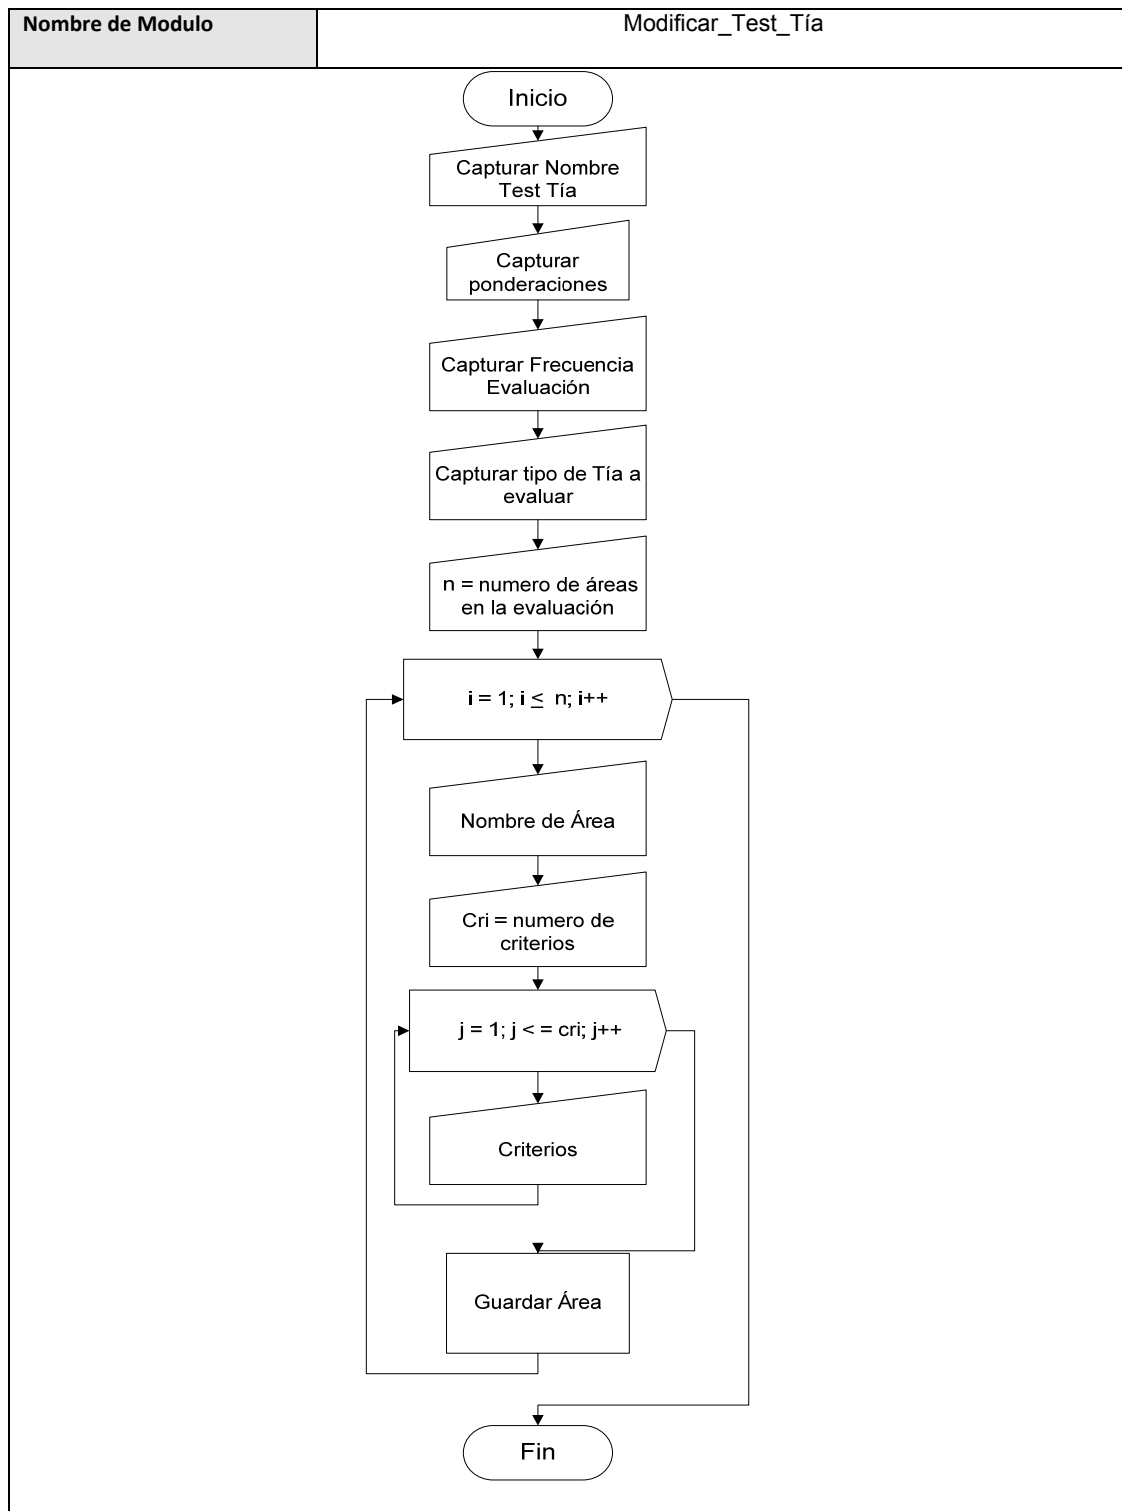 Nombre de Modulo
Modificar_Test_Tía
Inicio
Capturar Nombre
Test Tía
Capturar
ponderaciones
Capturar Frecuencia
Evaluación
Capturar tipo de Tía a
evaluar
n = numero de áreas
en la evaluación
i = 1; i ≤ n; i++
Nombre de Área
Cri = numero de
criterios
j = 1; j < = cri; j++
Criterios
Guardar Área
Fin